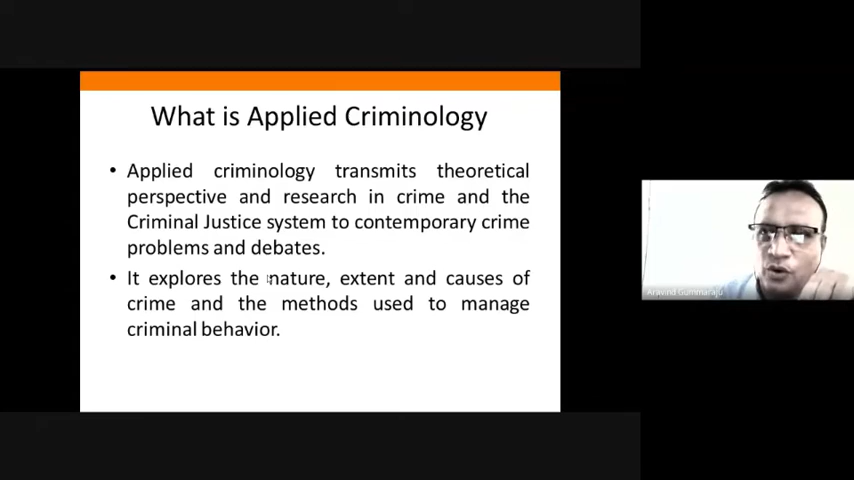 What is Applied Criminology
• Applied criminology transmits theoretical
perspective and research in crime and the
Criminal Justice system to contemporary crime
problems and debates.
• It explores the nature, extent and causes of
crime and the methods used to manage
criminal behavior.
Aravind Gummaraju